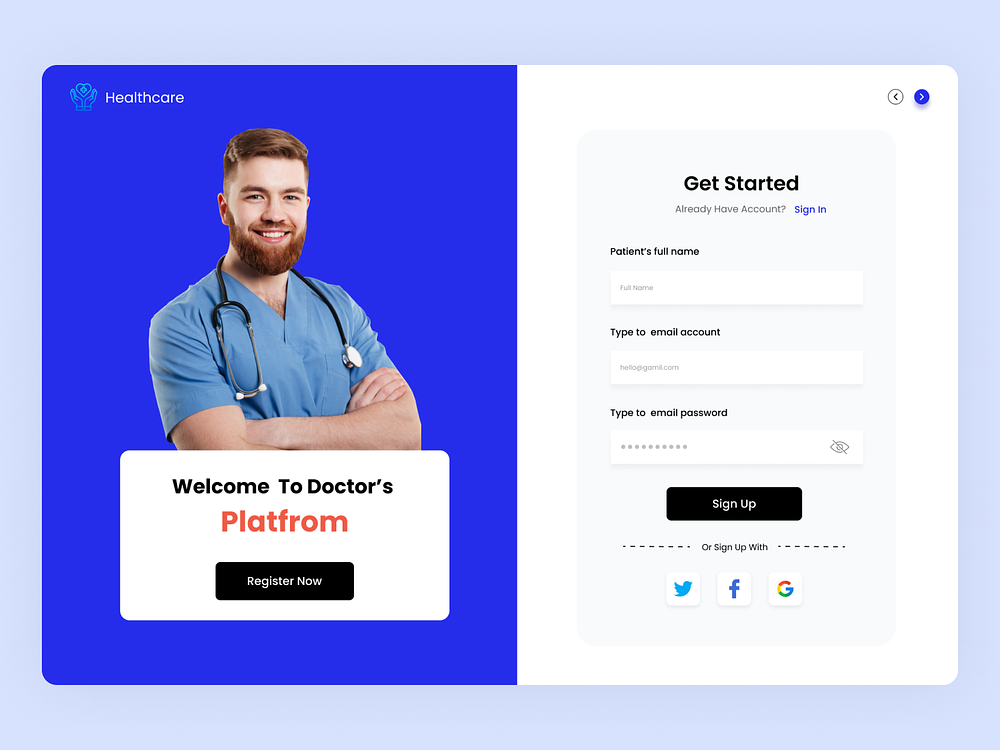 Healthcare
Welcome To Doctor's
Platfrom
Register Now
Get Started
Already Have Account? Sign In
Patient's full name
Full Name
Type to email account
hello@gamil.com
Type to email password
Sign Up
Or Sign Up With